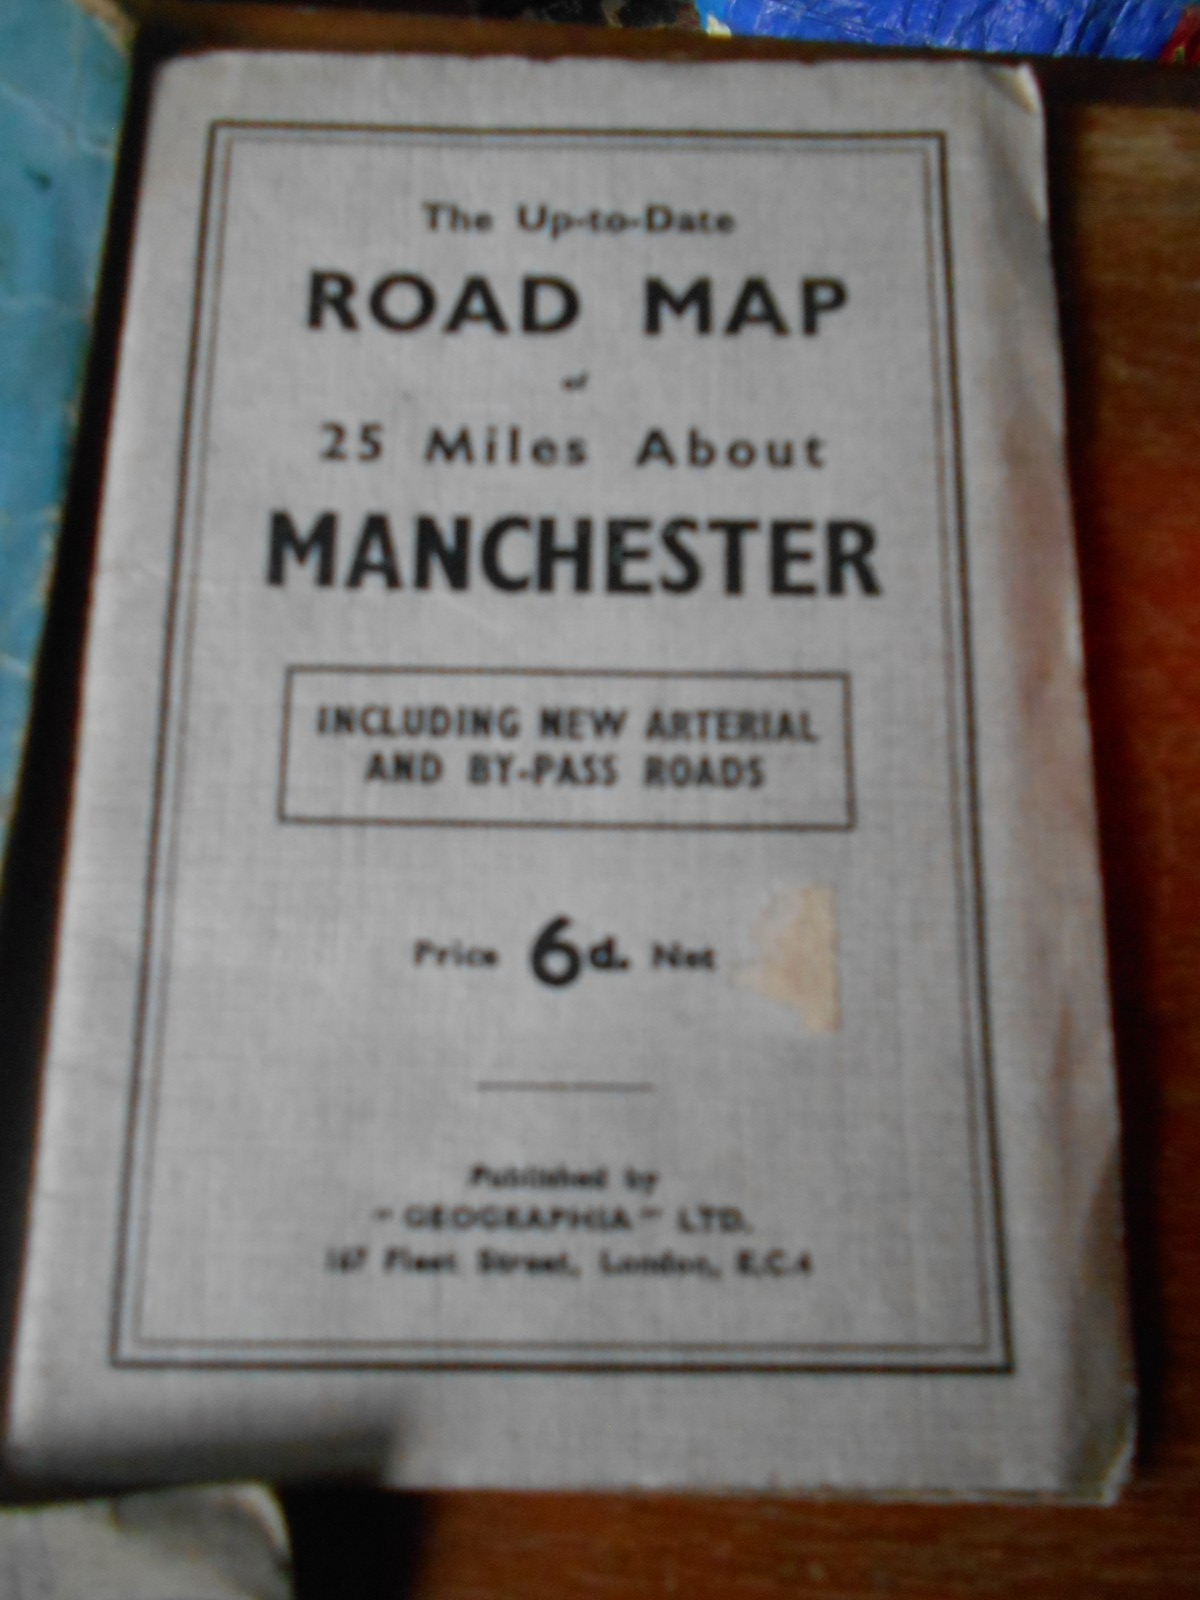 The Up-to-Date
ROAD MAP
of
25 Miles About
MANCHESTER
INCLUDING NEW ARTERIAL
AND BY-PASS ROADS
Price 6d. Net
Published by
"GEOGRAPHIA" LTD.
167 Fleet Street, London, E.C.4